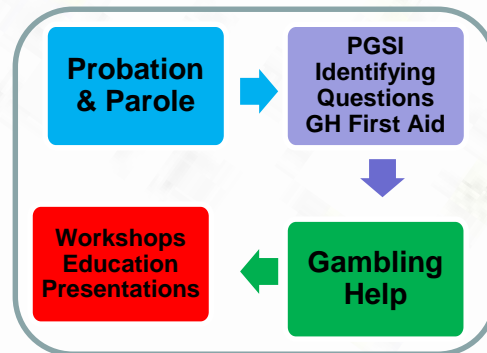 Probation
& Parole
PGSI
Identifying
Questions
GH First Aid
Gambling
Help
Workshops
Education
Presentations